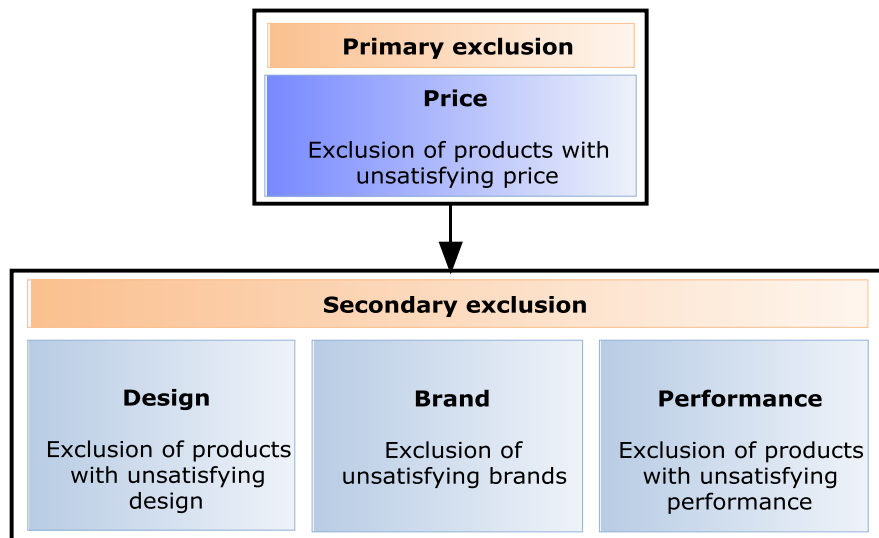 Primary exclusion
Price
Exclusion of products with
unsatisfying price
Secondary exclusion
Design
Exclusion of products
with unsatisfying
design
Brand
Exclusion of
unsatisfying brands
Performance
Exclusion of products
with unsatisfying
performance